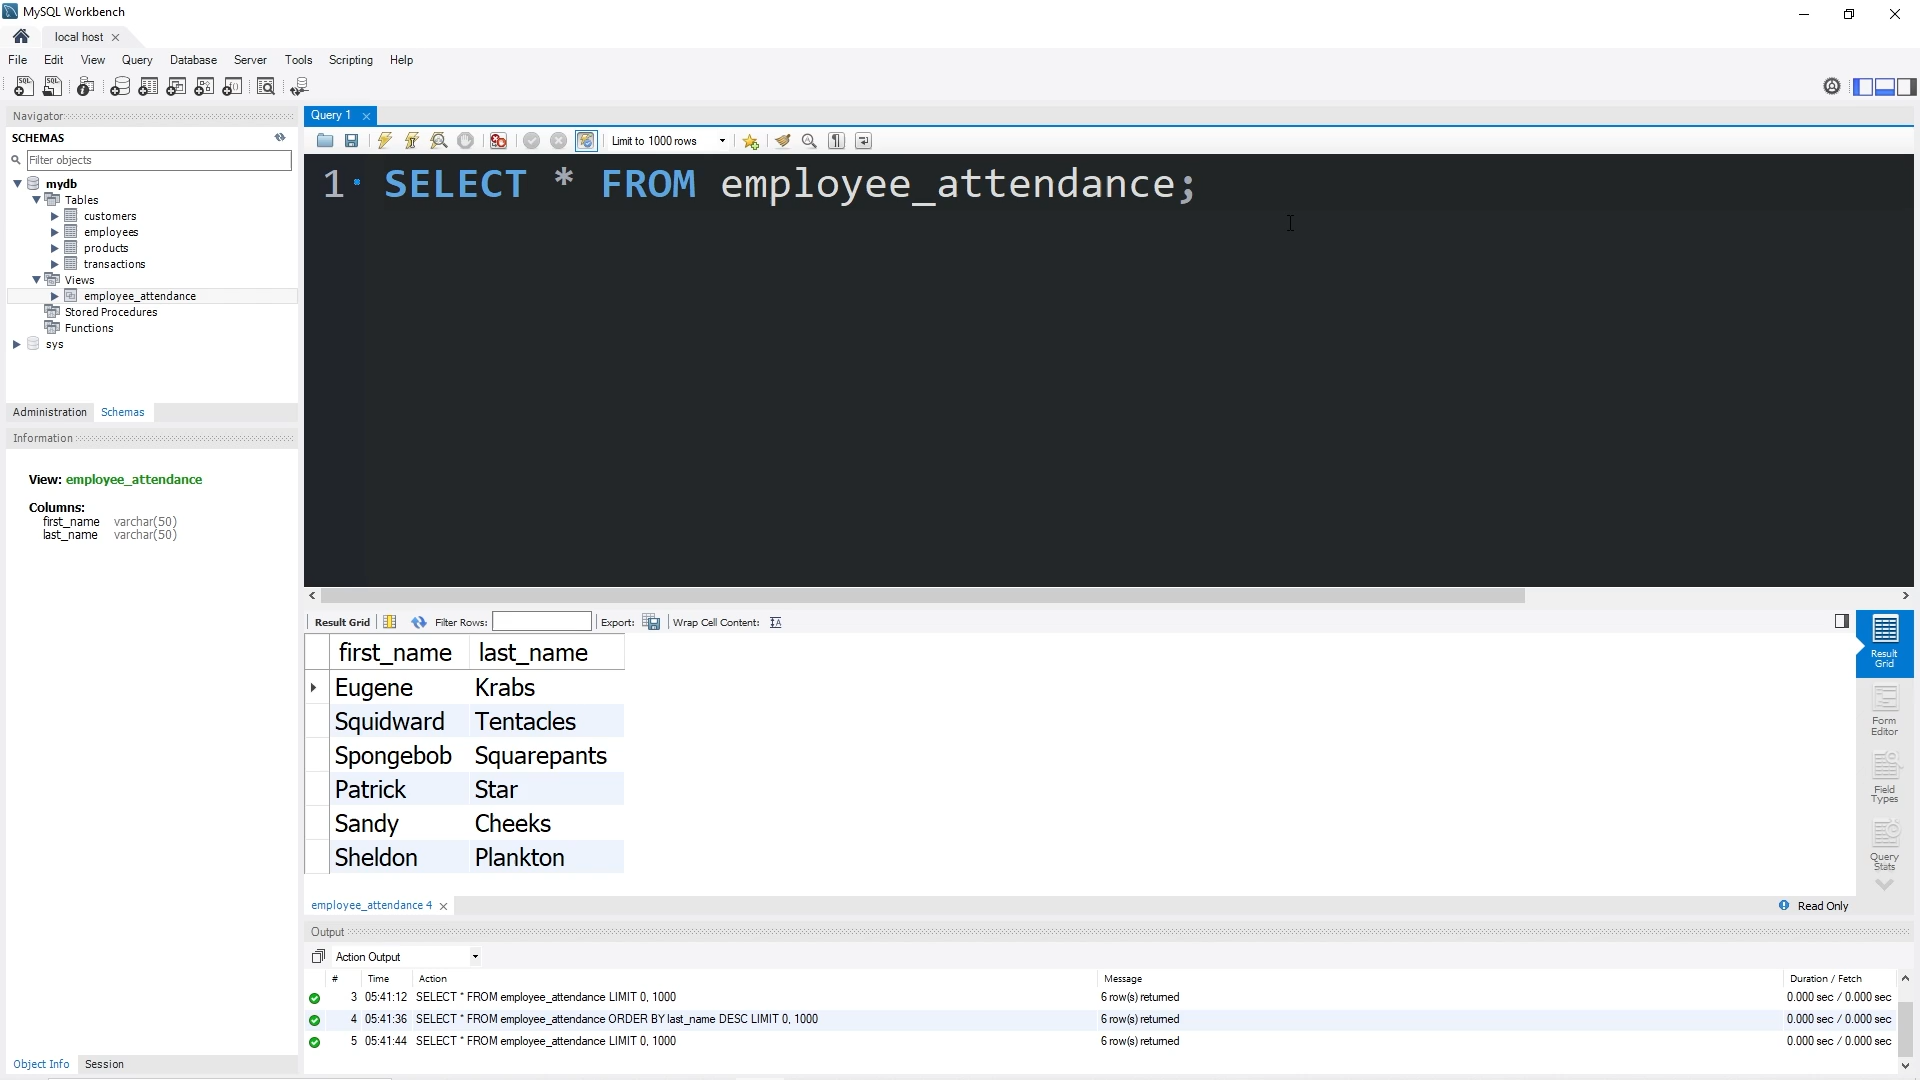 MySQL Workbench
local host
File Edit View Query Database Server Tools Scripting Help
Navigator
SCHEMAS
Filter objects
mydb
Tables
customers
employees
products
transactions
Views
employee_attendance
Stored Procedures
Functions
sys
Administration Schemas
Information
View: employee_attendance
Columns:
first_name varchar(50)
last_name varchar(50)
Object Info Session
Query 1
Limit to 1000 rows
1 SELECT * FROM employee_attendance;
Result Grid Filter Rows: Export: Wrap Cell Content:
first_name last_name
Eugene Krabs
Squidward Tentacles
Spongebob Squarepants
Patrick Star
Sandy Cheeks
Sheldon Plankton
Result
Grid
Form
Editor
Field
Types
Query
Stats
employee_attendance 4
Read Only
Output
Action Output
# Time Action Message Duration / Fetch
3 05:41:12 SELECT * FROM employee_attendance LIMIT 0, 1000 6 row(s) returned 0.000 sec / 0.000 sec
4 05:41:36 SELECT * FROM employee_attendance ORDER BY last_name DESC LIMIT 0, 1000 6 row(s) returned 0.000 sec / 0.000 sec
5 05:41:44 SELECT * FROM employee_attendance LIMIT 0, 1000 6 row(s) returned 0.000 sec / 0.000 sec